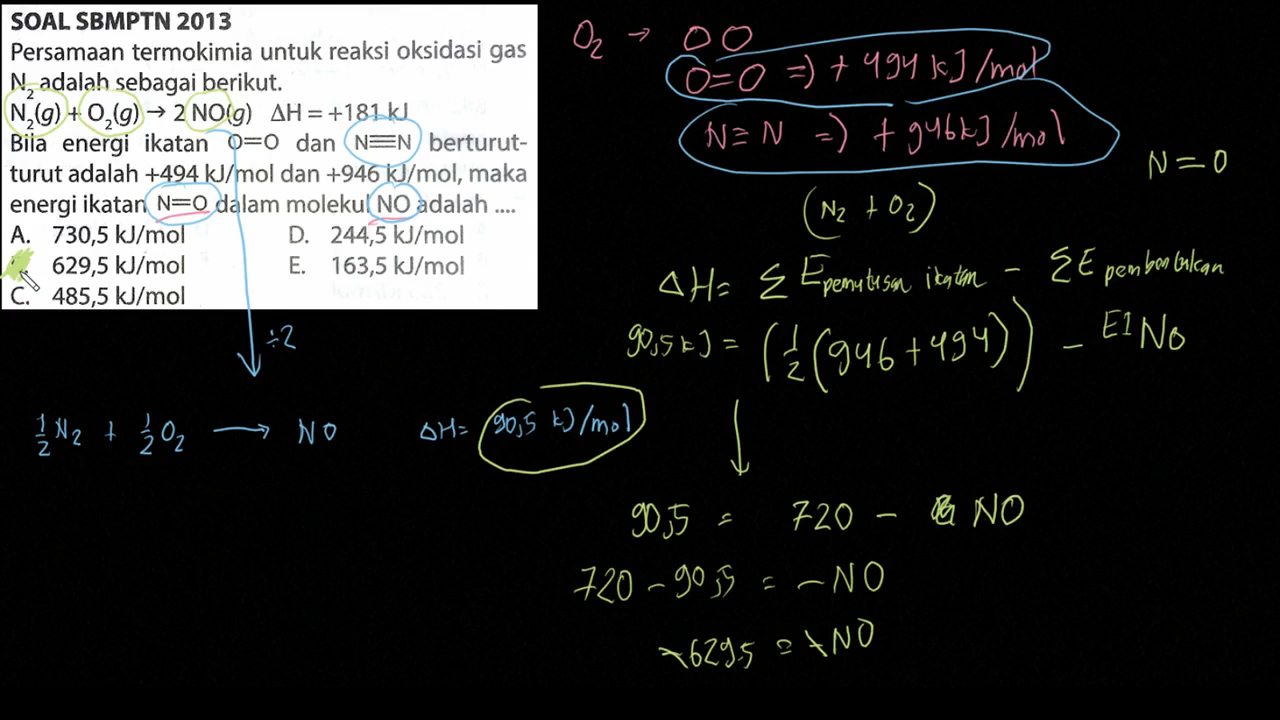 SOAL SBMPTN 2013
Persamaan termokimia untuk reaksi oksidasi gas
N₂ adalah sebagai berikut.
N₂(g) + O₂(g) → 2 NO(g) ΔH = +181 kJ
Bila energi ikatan O=O dan N≡N berturut-
turut adalah +494 kJ/mol dan +946 kJ/mol, maka
energi ikatan N=O dalam molekul NO adalah ....
A. 730,5 kJ/mol
D. 244,5 kJ/mol
629,5 kJ/mol
E. 163,5 kJ/mol
C. 485,5 kJ/mol
÷2
½N₂ + ½O₂ → NO ΔH= 90,5 kJ/mol
O₂ → O O
O=O => + 494 kJ/mol
N≡N => + 946 kJ/mol
N=O
(N₂ + O₂)
ΔH= Σ E pemutusan ikatan - ΣE pembentukan
90,5 kJ = (½(946+494)) - E1 NO
90,5 = 720 - NO
720 - 90,5 = -NO
-629,5 = -NO